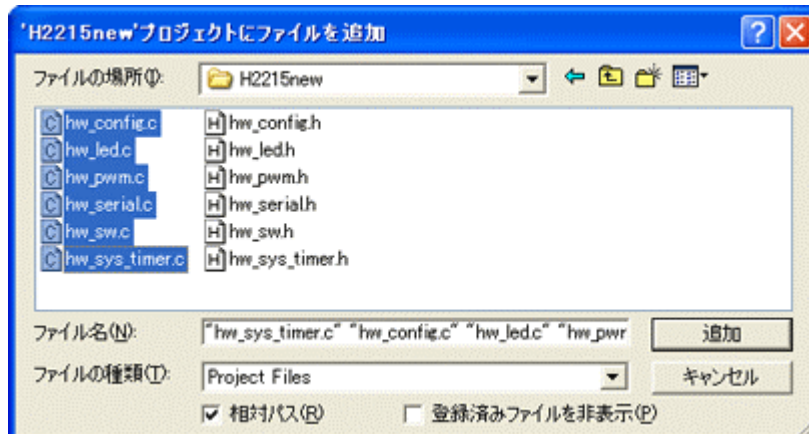 'H2215new'プロジェクトにファイルを追加
ファイルの場所(I):
H2215new
hw_config.c
hw_led.c
hw_pwm.c
hw_serial.c
hw_sw.c
hw_sys_timer.c
hw_config.h
hw_led.h
hw_pwm.h
hw_serial.h
hw_sw.h
hw_sys_timer.h
ファイル名(N):
"hw_sys_timer.c" "hw_config.c" "hw_led.c" "hw_pwr
追加
ファイルの種類(T):
Project Files
キャンセル
相対パス(R)
登録済みファイルを非表示(P)